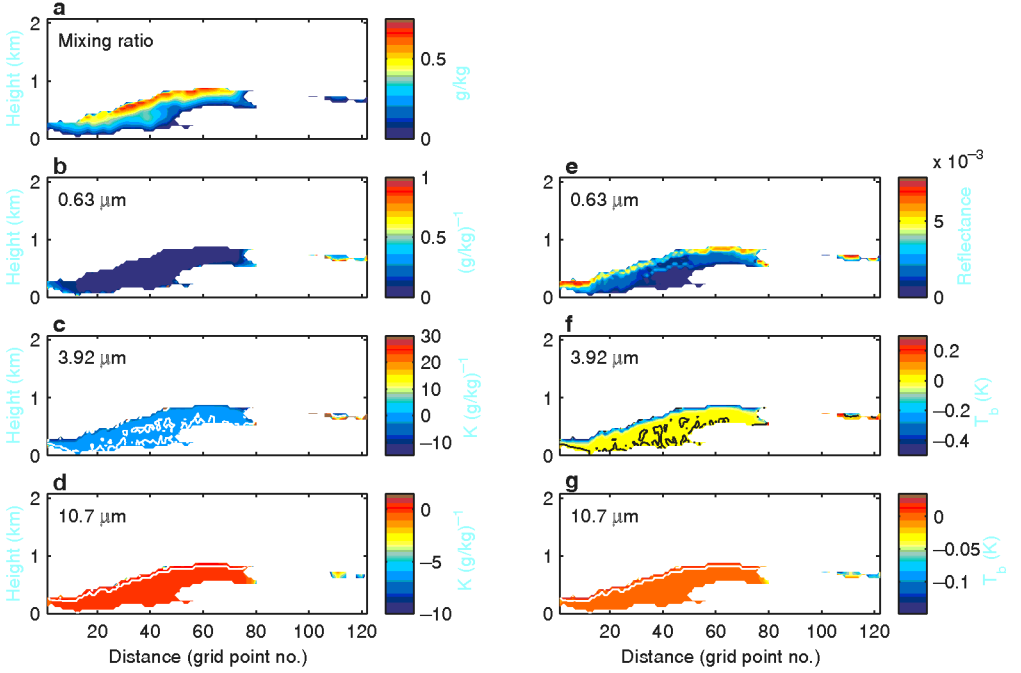 a
2
Mixing ratio
Height (km)
1
0
0.5
0
g/kg
b
2
0.63 μm
Height (km)
1
0
1
0.5
0
(g/kg)⁻¹
e
x 10⁻³
2
0.63 μm
1
0
5
0
Reflectance
c
2
3.92 μm
Height (km)
1
0
30
20
10
0
−10
K (g/kg)⁻¹
f
2
3.92 μm
1
0
0.2
0
−0.2
−0.4
T_b (K)
d
2
10.7 μm
Height (km)
1
0
20 40 60 80 100 120
Distance (grid point no.)
0
−5
−10
K (g/kg)⁻¹
g
2
10.7 μm
1
0
20 40 60 80 100 120
Distance (grid point no.)
0
−0.05
−0.1
T_b (K)